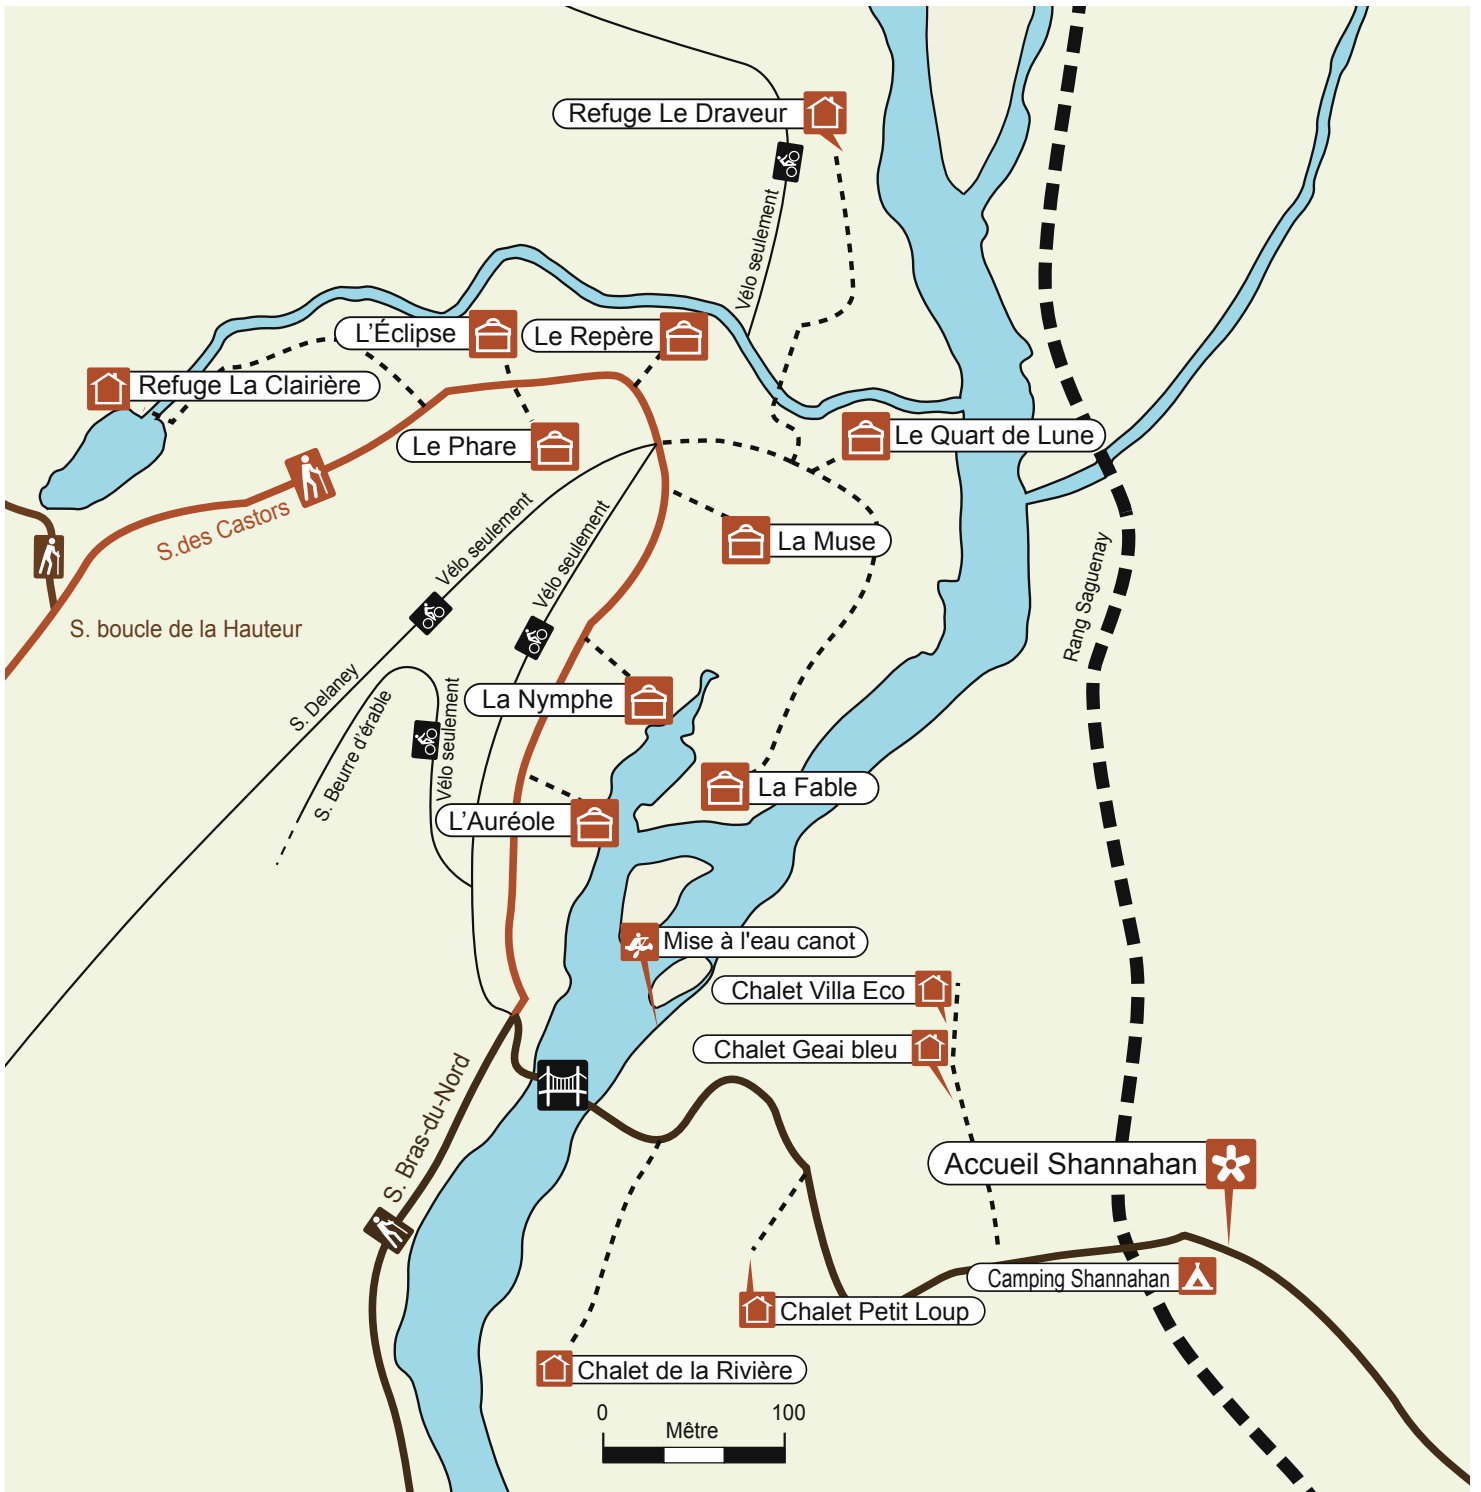 Refuge Le Draveur
Vélo seulement
L'Éclipse
Le Repère
Refuge La Clairière
Le Phare
Le Quart de Lune
S.des Castors
Vélo seulement
Vélo seulement
La Muse
Rang Saguenay
S. boucle de la Hauteur
S. Delaney
S. Beurre d'érable
Vélo seulement
La Nymphe
La Fable
L'Auréole
Mise à l'eau canot
Chalet Villa Eco
Chalet Geai bleu
S. Bras-du-Nord
Accueil Shannahan
Camping Shannahan
Chalet Petit Loup
Chalet de la Rivière
0 100
Mêtre